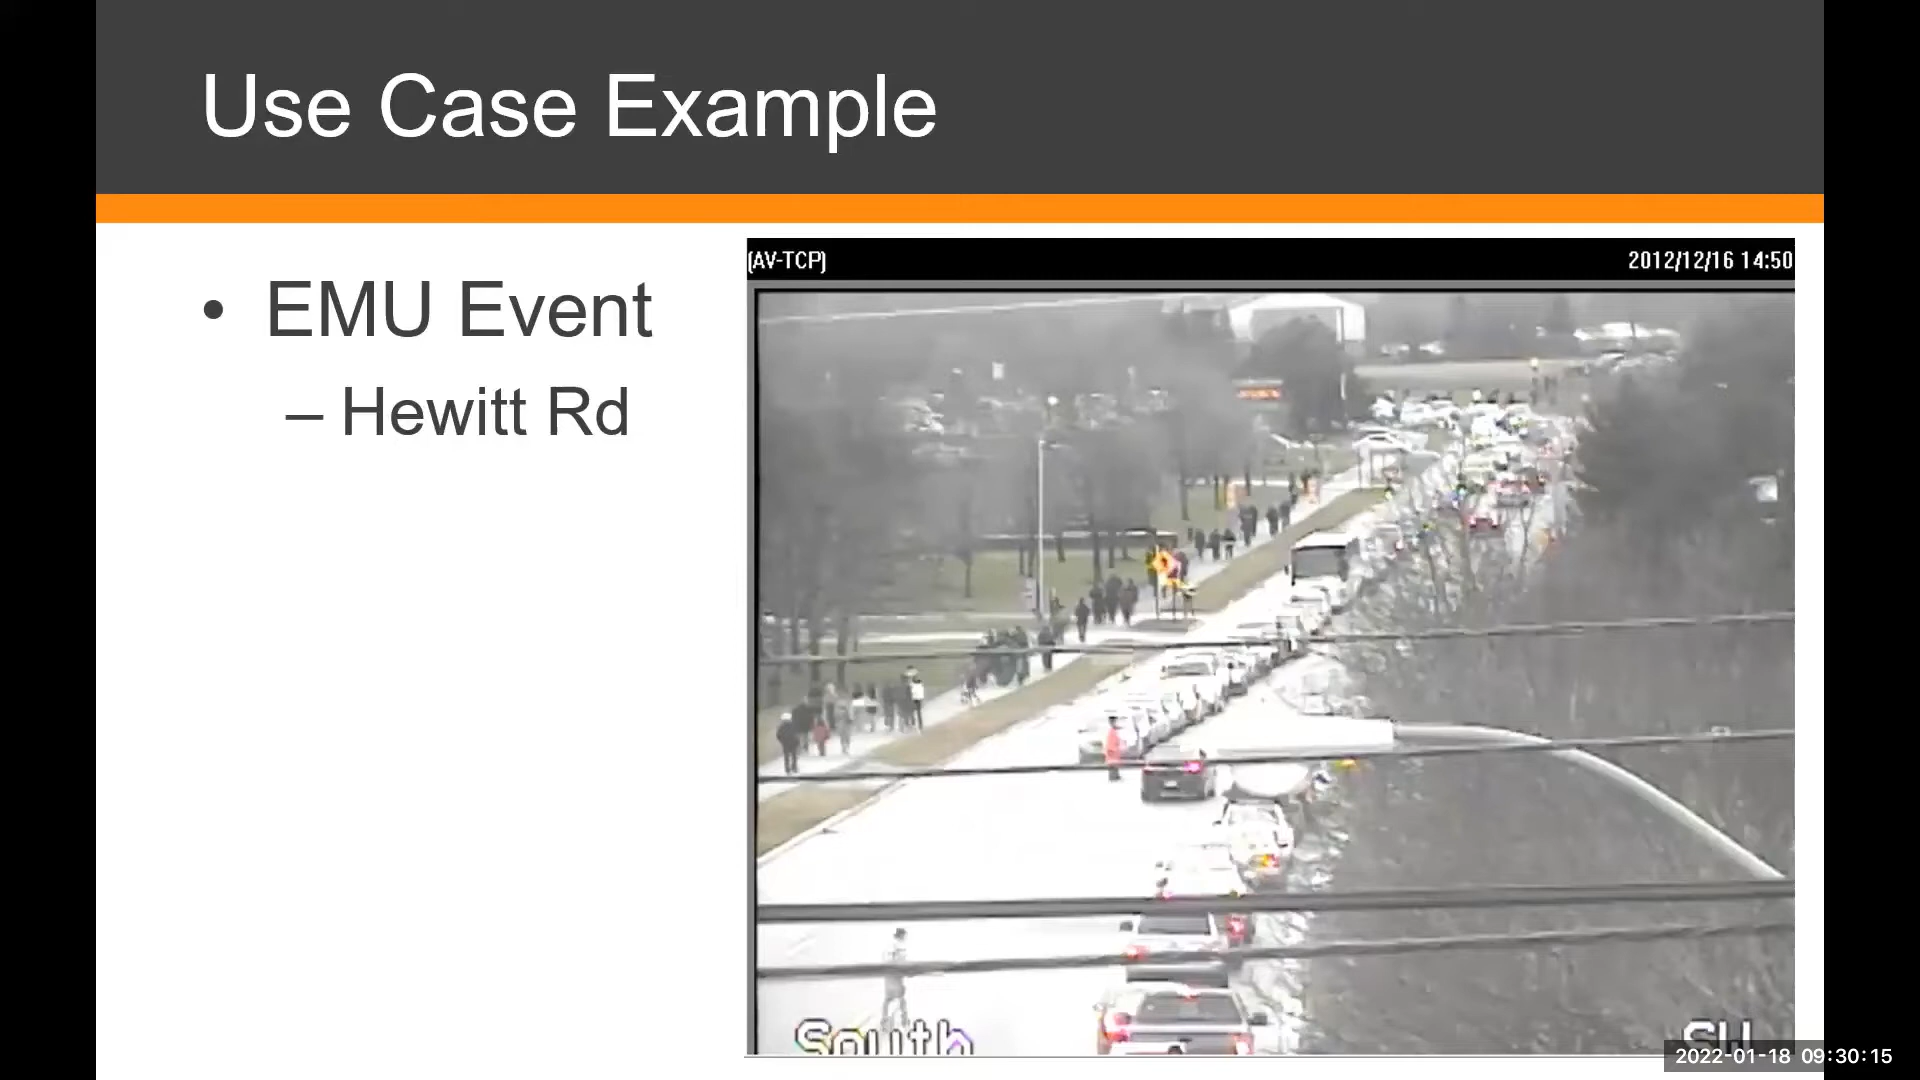 Use Case Example
• EMU Event
– Hewitt Rd
(AV-TCP)
2012/12/16 14:50
South
2022-01-18 09:30:15